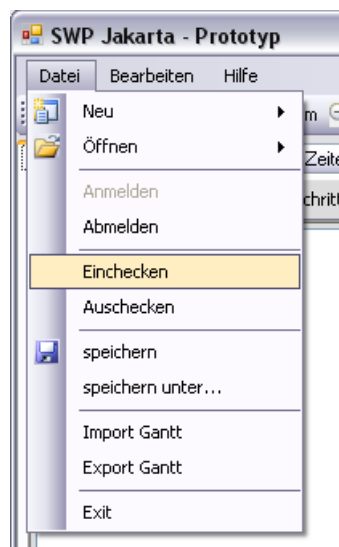 SWP Jakarta - Prototyp
Datei Bearbeiten Hilfe
Neu
Öffnen
Anmelden
Abmelden
Einchecken
Auschecken
speichern
speichern unter...
Import Gantt
Export Gantt
Exit